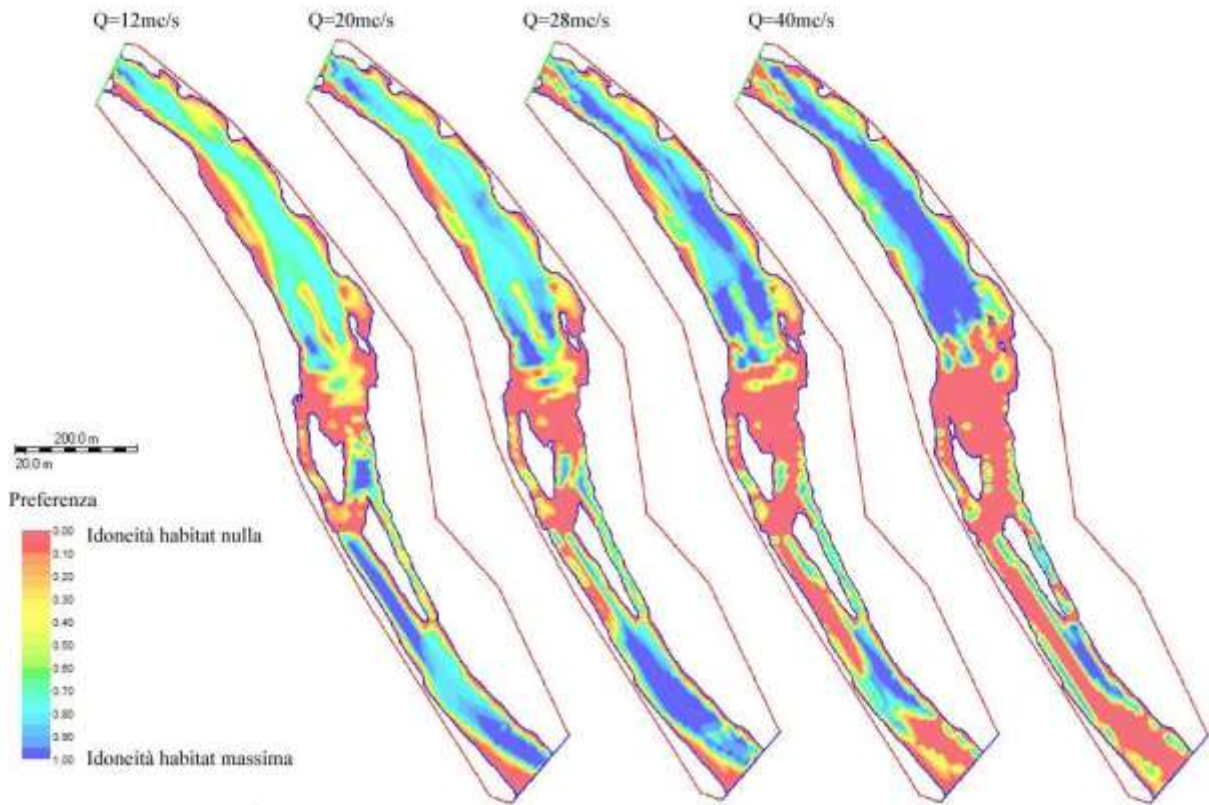 Q=12mc/s
Q=20mc/s
Q=28mc/s
Q=40mc/s
200.0 m
20.0 m
Preferenza
0.00 Idoneità habitat nulla
0.10
0.20
0.30
0.40
0.50
0.60
0.70
0.80
0.90
1.00 Idoneità habitat massima